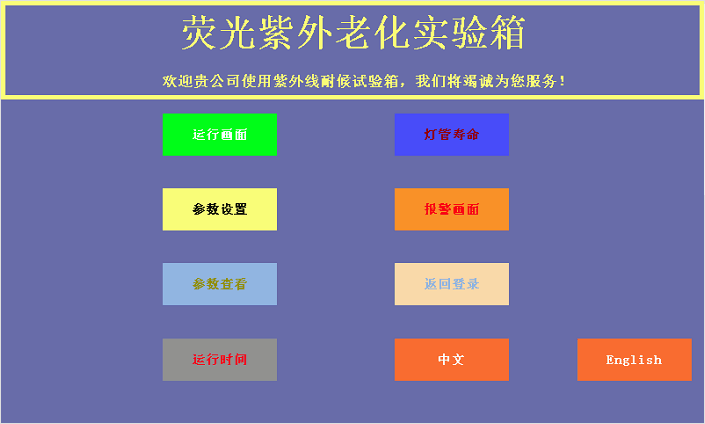 荧光紫外老化实验箱
欢迎贵公司使用紫外线耐候试验箱，我们将竭诚为您服务！
运行画面
灯管寿命
参数设置
报警画面
参数查看
返回登录
运行时间
中文
English